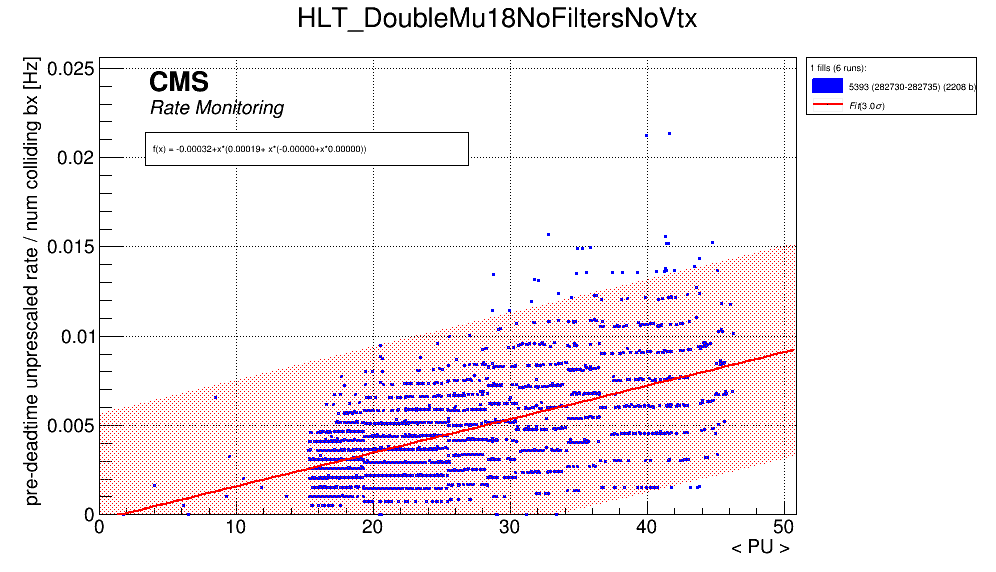 HLT_DoubleMu18NoFiltersNoVtx
pre-deadtime unprescaled rate / num colliding bx [Hz]
0.025
0.02
0.015
0.01
0.005
0
CMS
Rate Monitoring
f(x) = -0.00032+x*(0.00019+ x*(-0.00000+x*0.00000))
0 10 20 30 40 50
< PU >
1 fills (6 runs):
5393 (282730-282735) (2208 b)
Fit(3.0σ)